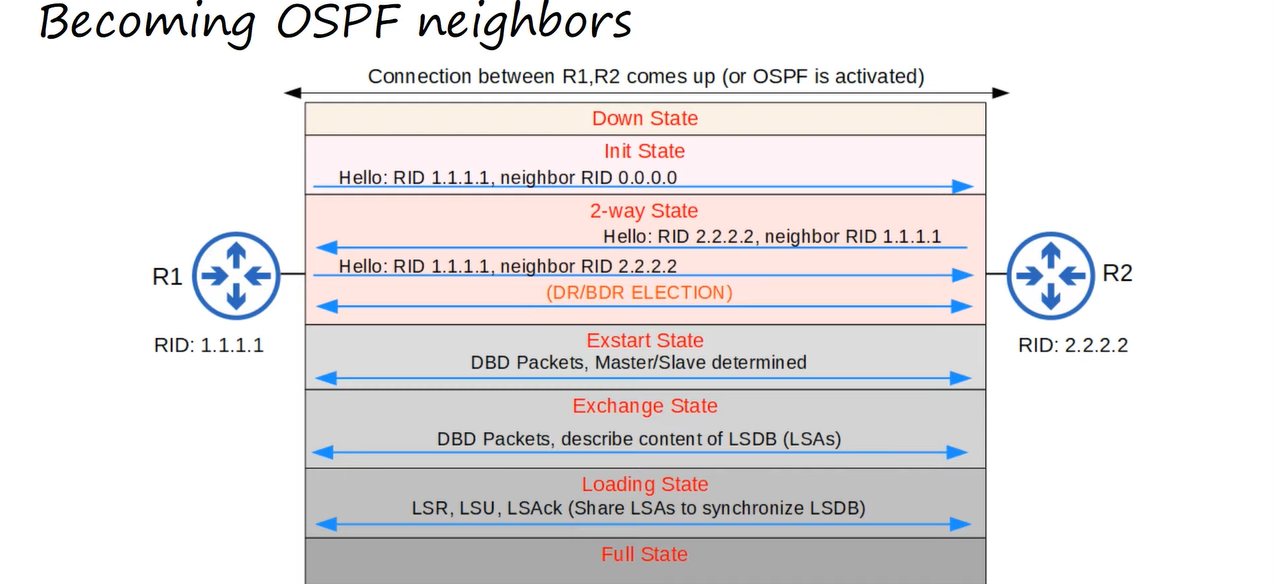 Becoming OSPF neighbors
Connection between R1,R2 comes up (or OSPF is activated)
Down State
Init State
Hello: RID 1.1.1.1, neighbor RID 0.0.0.0
2-way State
Hello: RID 2.2.2.2, neighbor RID 1.1.1.1
Hello: RID 1.1.1.1, neighbor RID 2.2.2.2
(DR/BDR ELECTION)
R1
RID: 1.1.1.1
R2
RID: 2.2.2.2
Exstart State
DBD Packets, Master/Slave determined
Exchange State
DBD Packets, describe content of LSDB (LSAs)
Loading State
LSR, LSU, LSAck (Share LSAs to synchronize LSDB)
Full State